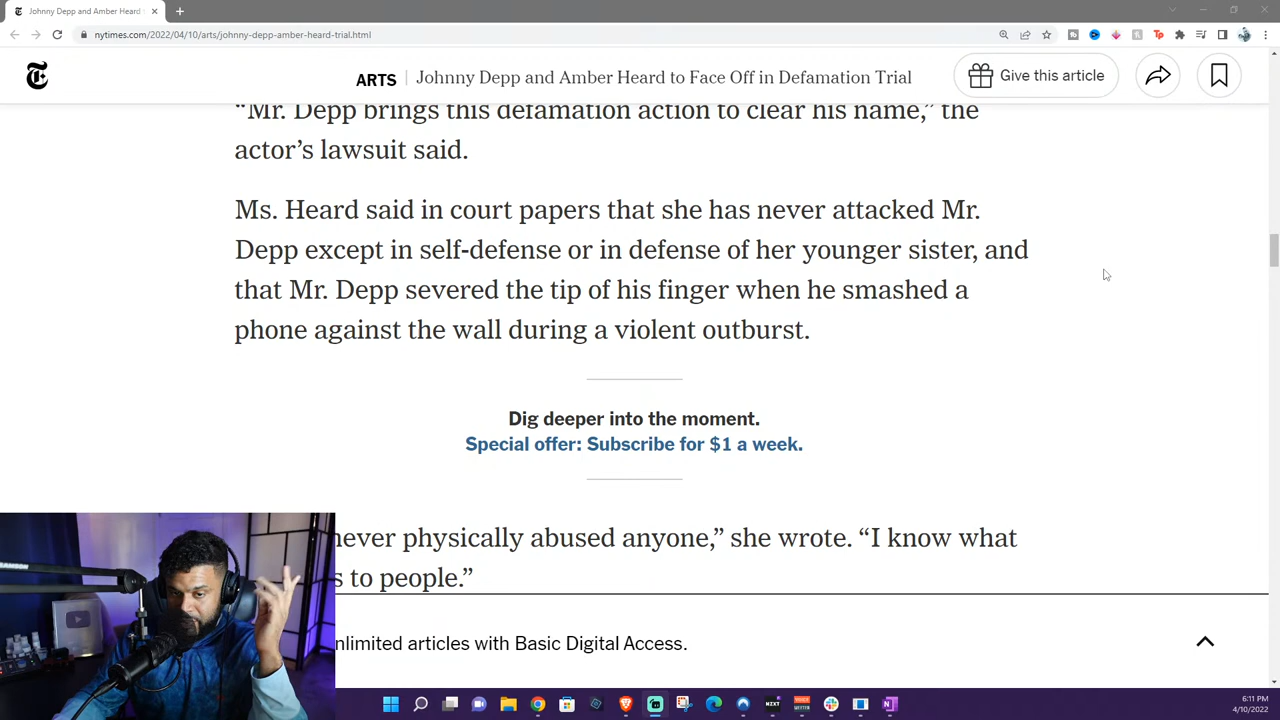 Johnny Depp and Amber Heard
nytimes.com/2022/04/10/arts/johnny-depp-amber-heard-trial.html
ARTS | Johnny Depp and Amber Heard to Face Off in Defamation Trial
Give this article
“Mr. Depp brings this defamation action to clear his name,” the
actor’s lawsuit said.
Ms. Heard said in court papers that she has never attacked Mr.
Depp except in self-defense or in defense of her younger sister, and
that Mr. Depp severed the tip of his finger when he smashed a
phone against the wall during a violent outburst.
Dig deeper into the moment.
Special offer: Subscribe for $1 a week.
never physically abused anyone,” she wrote. “I know what
s to people.”
nlimited articles with Basic Digital Access.
SAMSON
NZXT
6:11 PM
4/10/2022